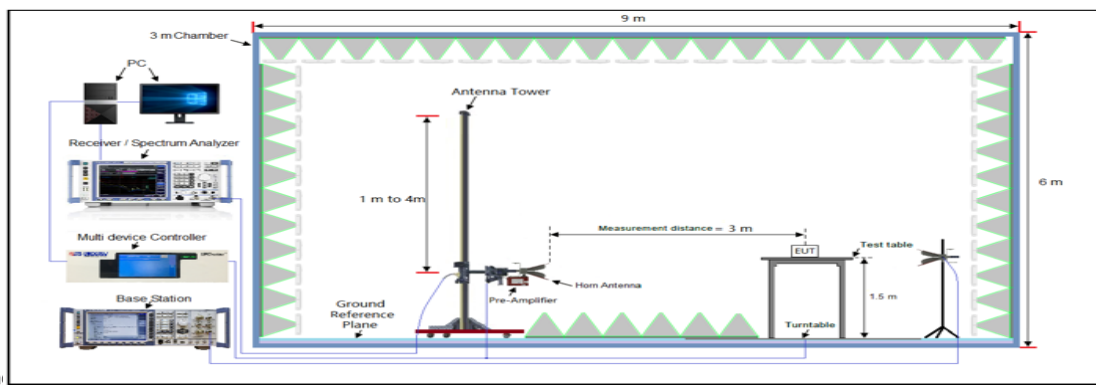 9 m
3 m Chamber
PC
Antenna Tower
Receiver / Spectrum Analyzer
1 m to 4m
6 m
Measurement distance = 3 m
Multi device Controller
EUT
Test table
Horn Antenna
Pre-Amplifier
1.5 m
Base Station
Ground
Reference
Plane
Turntable